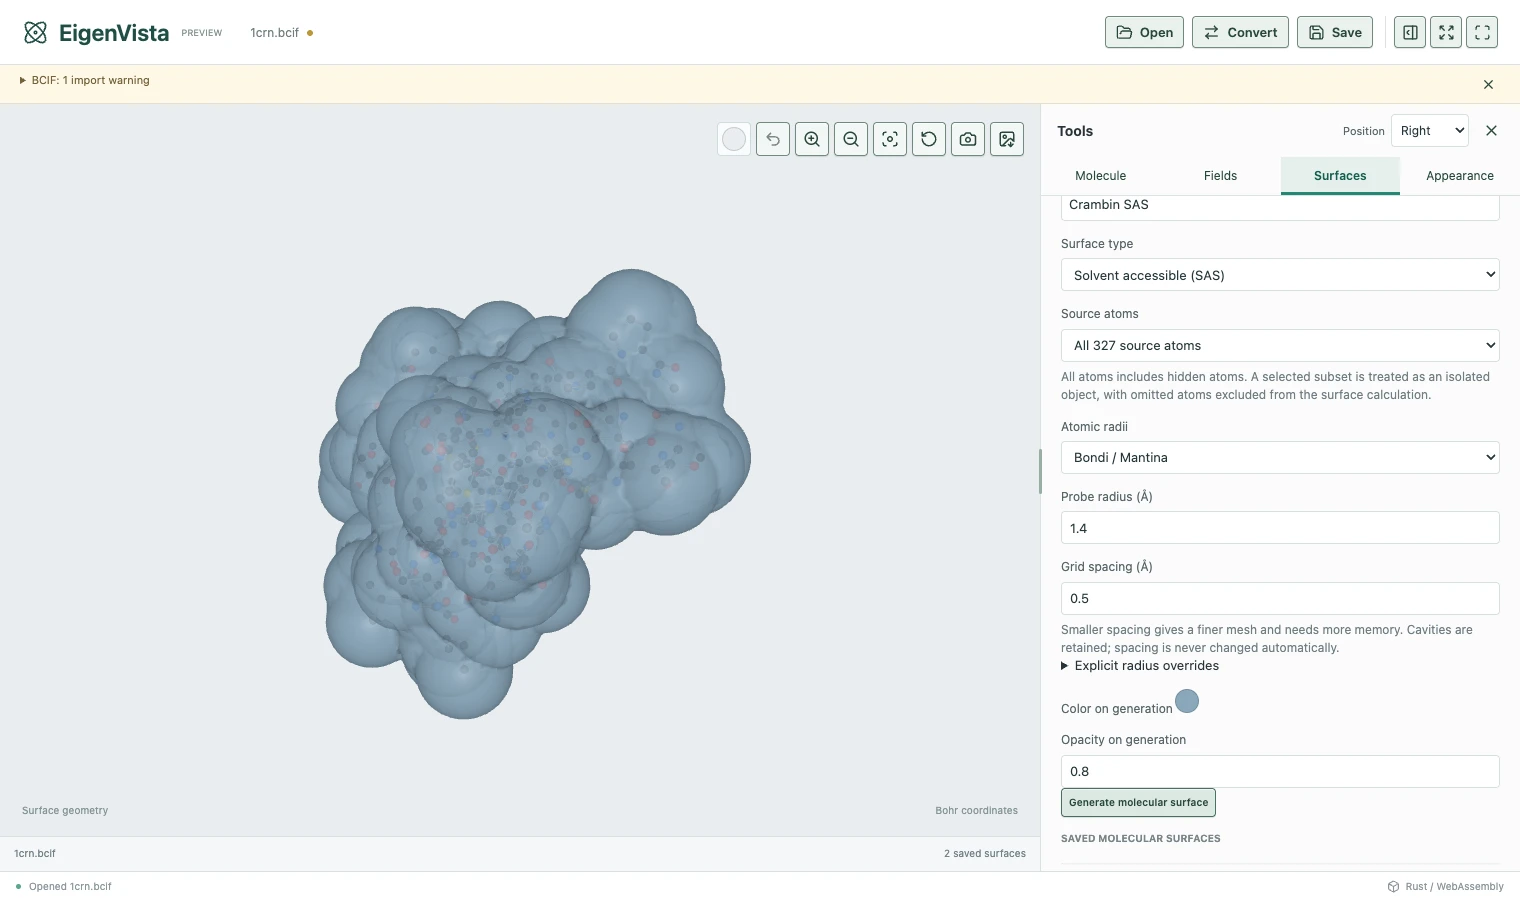 EigenVista PREVIEW 1crn.bcif Open Convert Save
BCIF: 1 import warning
Tools Position Right
Molecule Fields Surfaces Appearance
Crambin SAS
Surface type
Solvent accessible (SAS)
Source atoms
All 327 source atoms
All atoms includes hidden atoms. A selected subset is treated as an isolated
object, with omitted atoms excluded from the surface calculation.
Atomic radii
Bondi / Mantina
Probe radius (Å)
1.4
Grid spacing (Å)
0.5
Smaller spacing gives a finer mesh and needs more memory. Cavities are
retained; spacing is never changed automatically.
Explicit radius overrides
Color on generation
Opacity on generation
0.8
Generate molecular surface
SAVED MOLECULAR SURFACES
Surface geometry Bohr coordinates
1crn.bcif 2 saved surfaces
Opened 1crn.bcif Rust / WebAssembly